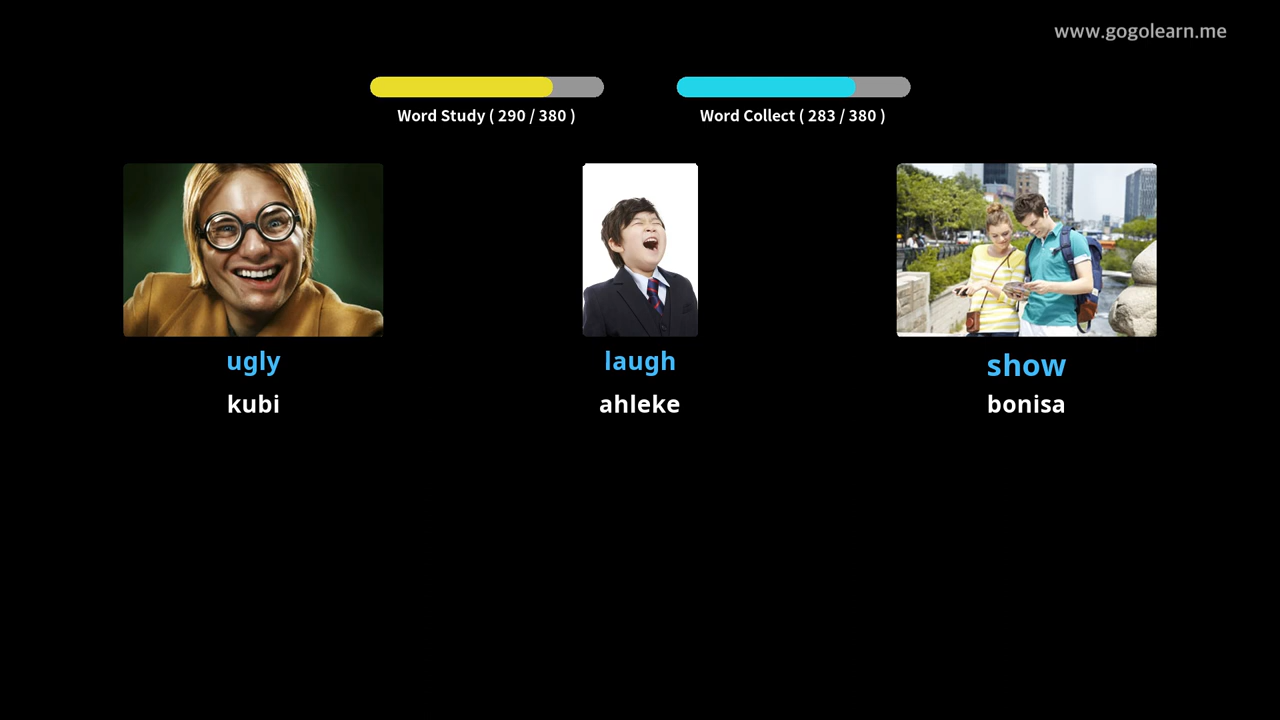 www.gogolearn.me
Word Study ( 290 / 380 )
Word Collect ( 283 / 380 )
ugly
laugh
show
kubi
ahleke
bonisa